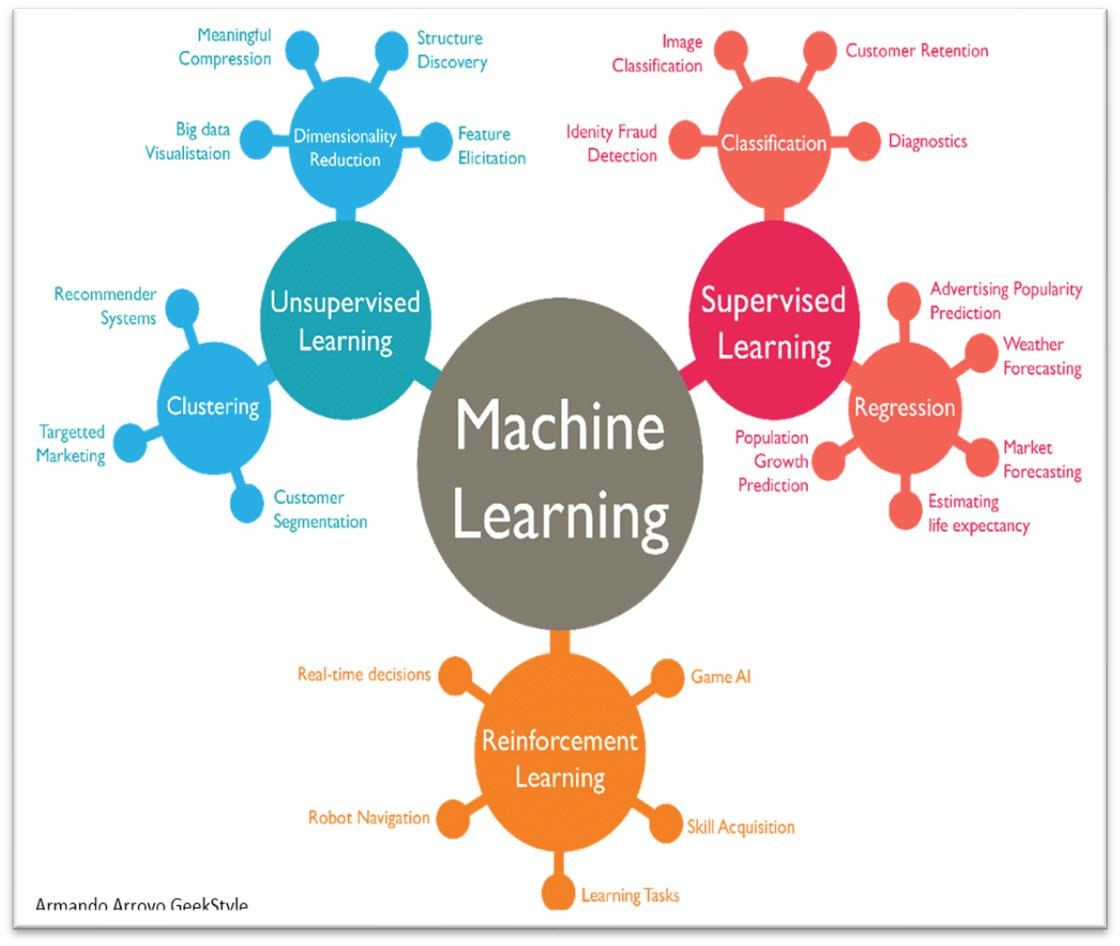 Meaningful
Compression
Structure
Discovery
Big data
Visualistaion
Dimensionality
Reduction
Feature
Elicitation
Image
Classification
Customer Retention
Idenity Fraud
Detection
Classification
Diagnostics
Recommender
Systems
Unsupervised
Learning
Clustering
Targetted
Marketing
Customer
Segmentation
Supervised
Learning
Advertising Popularity
Prediction
Weather
Forecasting
Regression
Population
Growth
Prediction
Market
Forecasting
Estimating
life expectancy
Machine
Learning
Real-time decisions
Game AI
Reinforcement
Learning
Robot Navigation
Skill Acquisition
Learning Tasks
Armando Arroyo GeekStyle